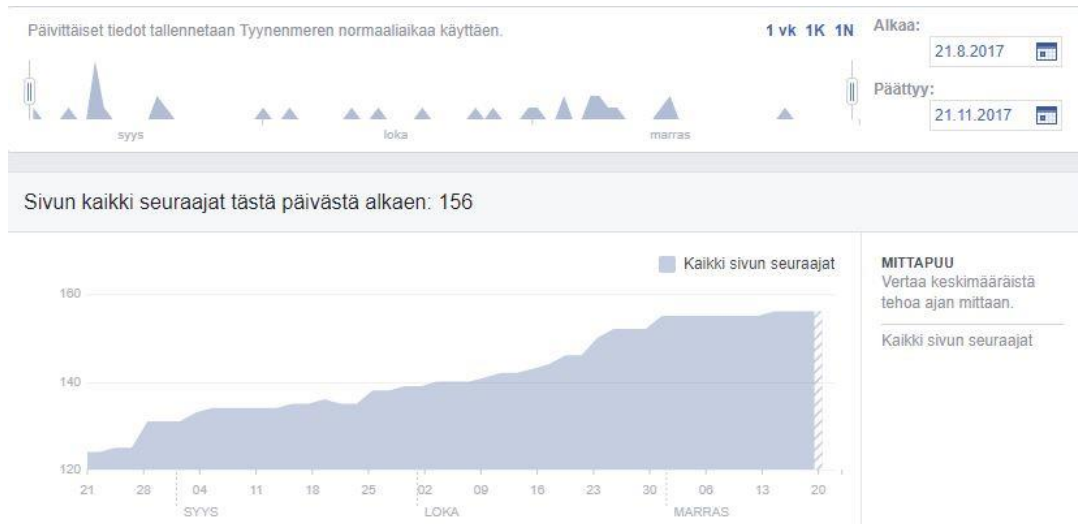 Päivittäiset tiedot tallennetaan Tyynenmeren normaaliaikaa käyttäen.
1 vk 1K 1N
Alkaa:
21.8.2017
Päättyy:
21.11.2017
syys loka marras
Sivun kaikki seuraajat tästä päivästä alkaen: 156
Kaikki sivun seuraajat
MITTAPUU
Vertaa keskimääräistä
tehoa ajan mittaan.
Kaikki sivun seuraajat
160
140
120
21 28 04 11 18 25 02 09 16 23 30 06 13 20
SYYS LOKA MARRAS